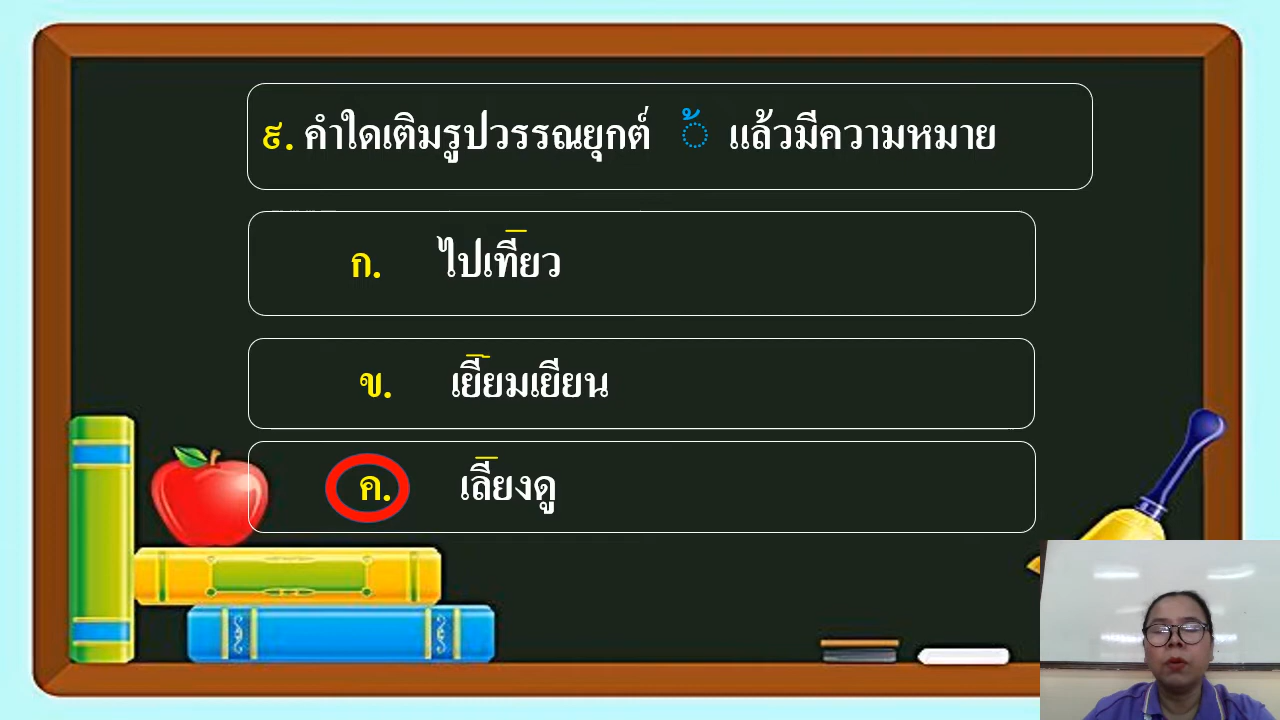 ๙. คำใดเติมรูปวรรณยุกต์ ◌้ แล้วมีความหมาย
ก. ไปเทียว
ข. เยียมเยียน
ค. เลียงดู